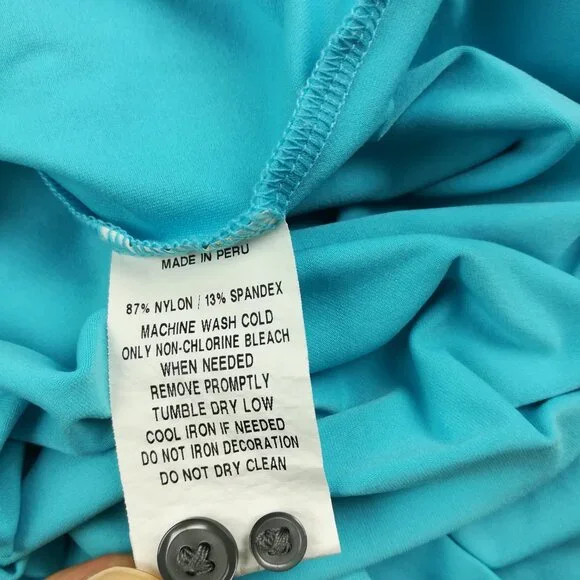 MADE IN PERU
87% NYLON / 13% SPANDEX
MACHINE WASH COLD
ONLY NON-CHLORINE BLEACH
WHEN NEEDED
REMOVE PROMPTLY
TUMBLE DRY LOW
COOL IRON IF NEEDED
DO NOT IRON DECORATION
DO NOT DRY CLEAN